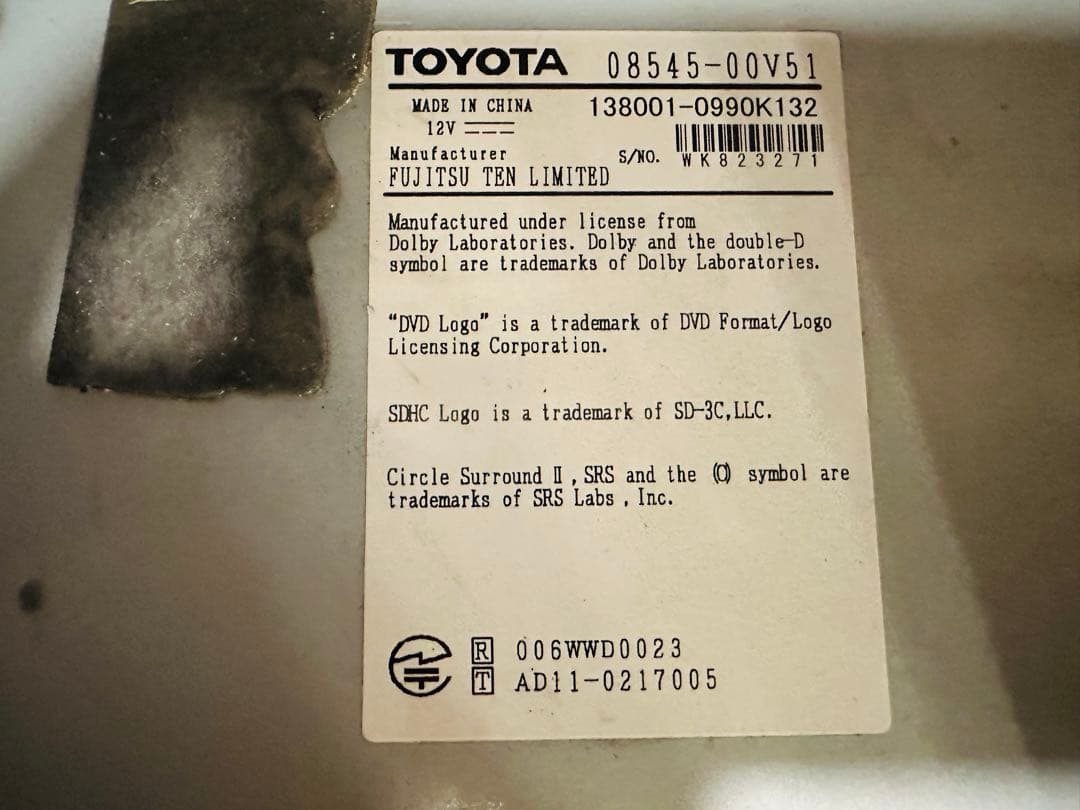 TOYOTA 08545-00V51
MADE IN CHINA 138001-0990K132
12V
Manufacturer S/NO. WK823271
FUJITSU TEN LIMITED
Manufactured under license from
Dolby Laboratories. Dolby and the double-D
symbol are trademarks of Dolby Laboratories.
“DVD Logo” is a trademark of DVD Format/Logo
Licensing Corporation.
SDHC Logo is a trademark of SD-3C,LLC.
Circle Surround Ⅱ, SRS and the (O) symbol are
trademarks of SRS Labs, Inc.
R 006WWD0023
T AD11-0217005